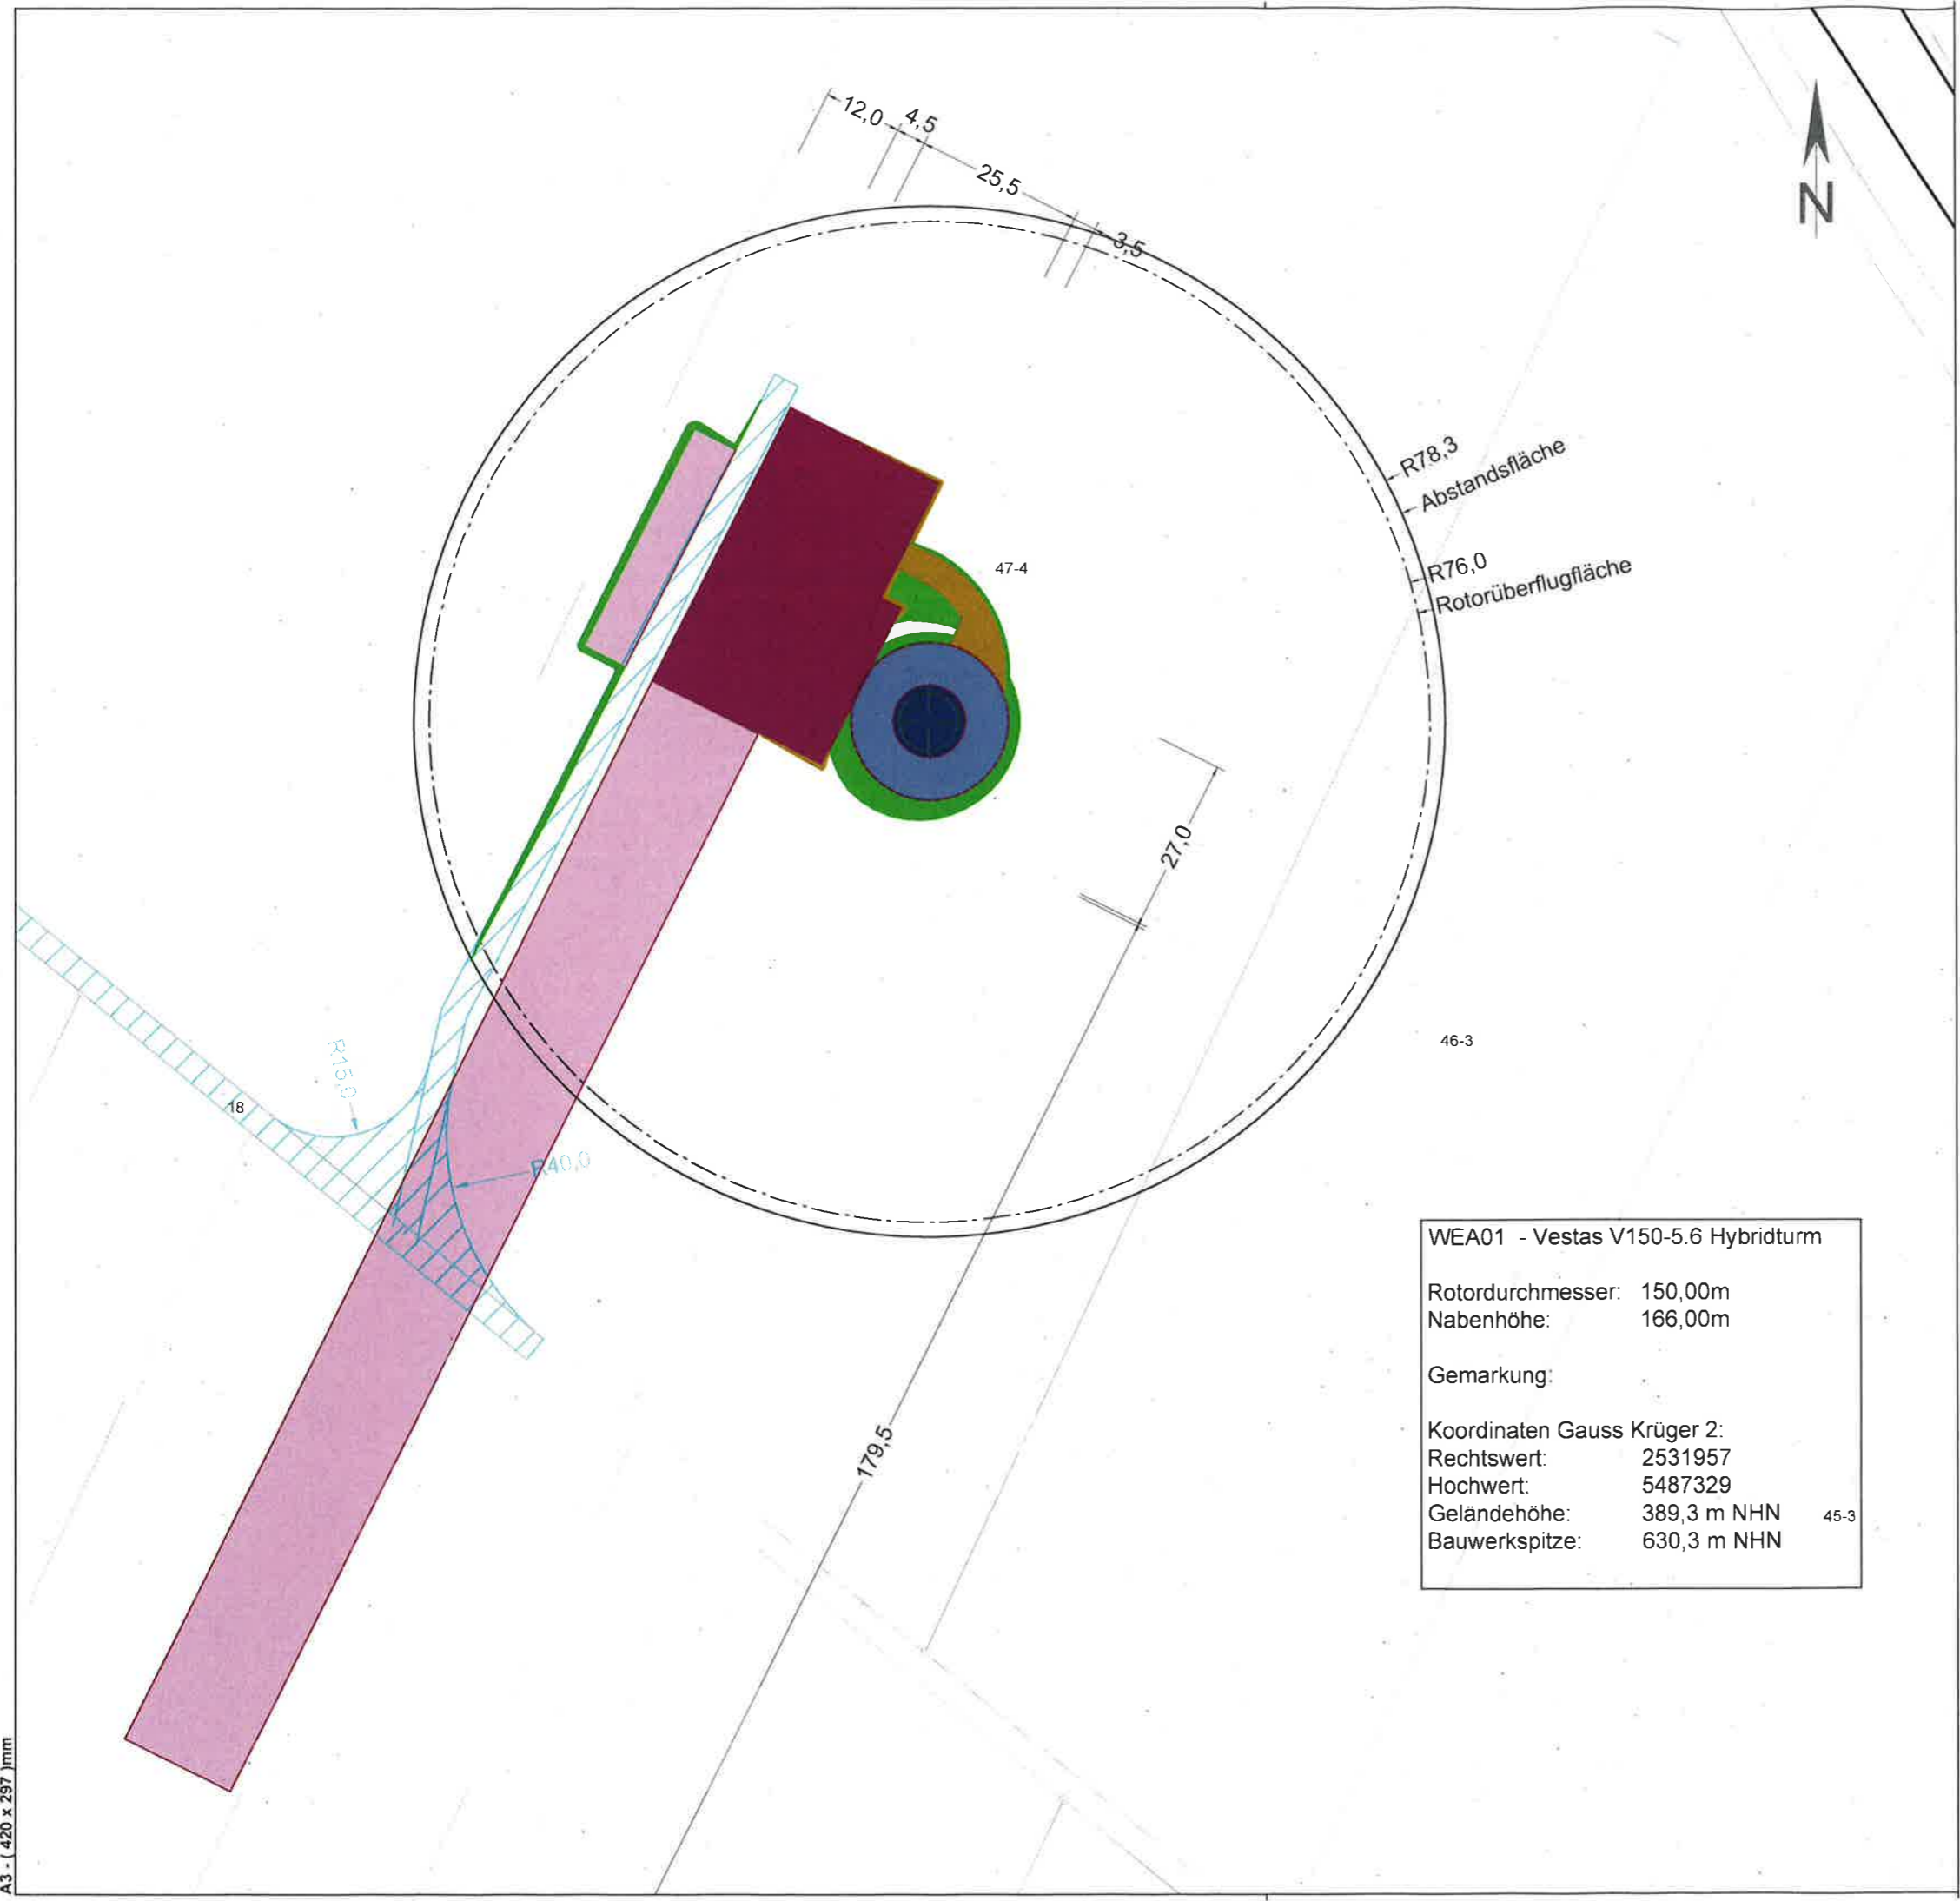 12,0
4,5
25,5
3,5
N
R78,3
Abstandsfläche
R76,0
Rotorüberflugfläche
47-4
27,0
R15,0
18
46-3
R40,0
179,5
WEA01 - Vestas V150-5.6 Hybridturm
Rotordurchmesser: 150,00m
Nabenhöhe: 166,00m
Gemarkung:
Koordinaten Gauss Krüger 2:
Rechtswert: 2531957
Hochwert: 5487329
Geländehöhe: 389,3 m NHN
45-3
Bauwerkspitze: 630,3 m NHN
A3 - ( 420 x 297 )mm